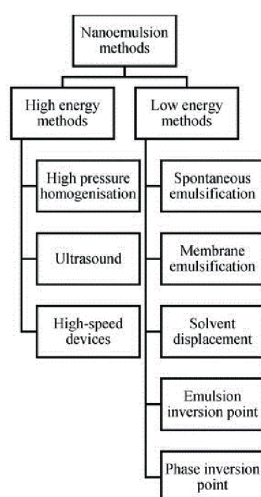 Nanoemulsion
methods
High energy
methods
Low energy
methods
High pressure
homogenisation
Ultrasound
High-speed
devices
Spontaneous
emulsification
Membrane
emulsification
Solvent
displacement
Emulsion
inversion point
Phase inversion
point